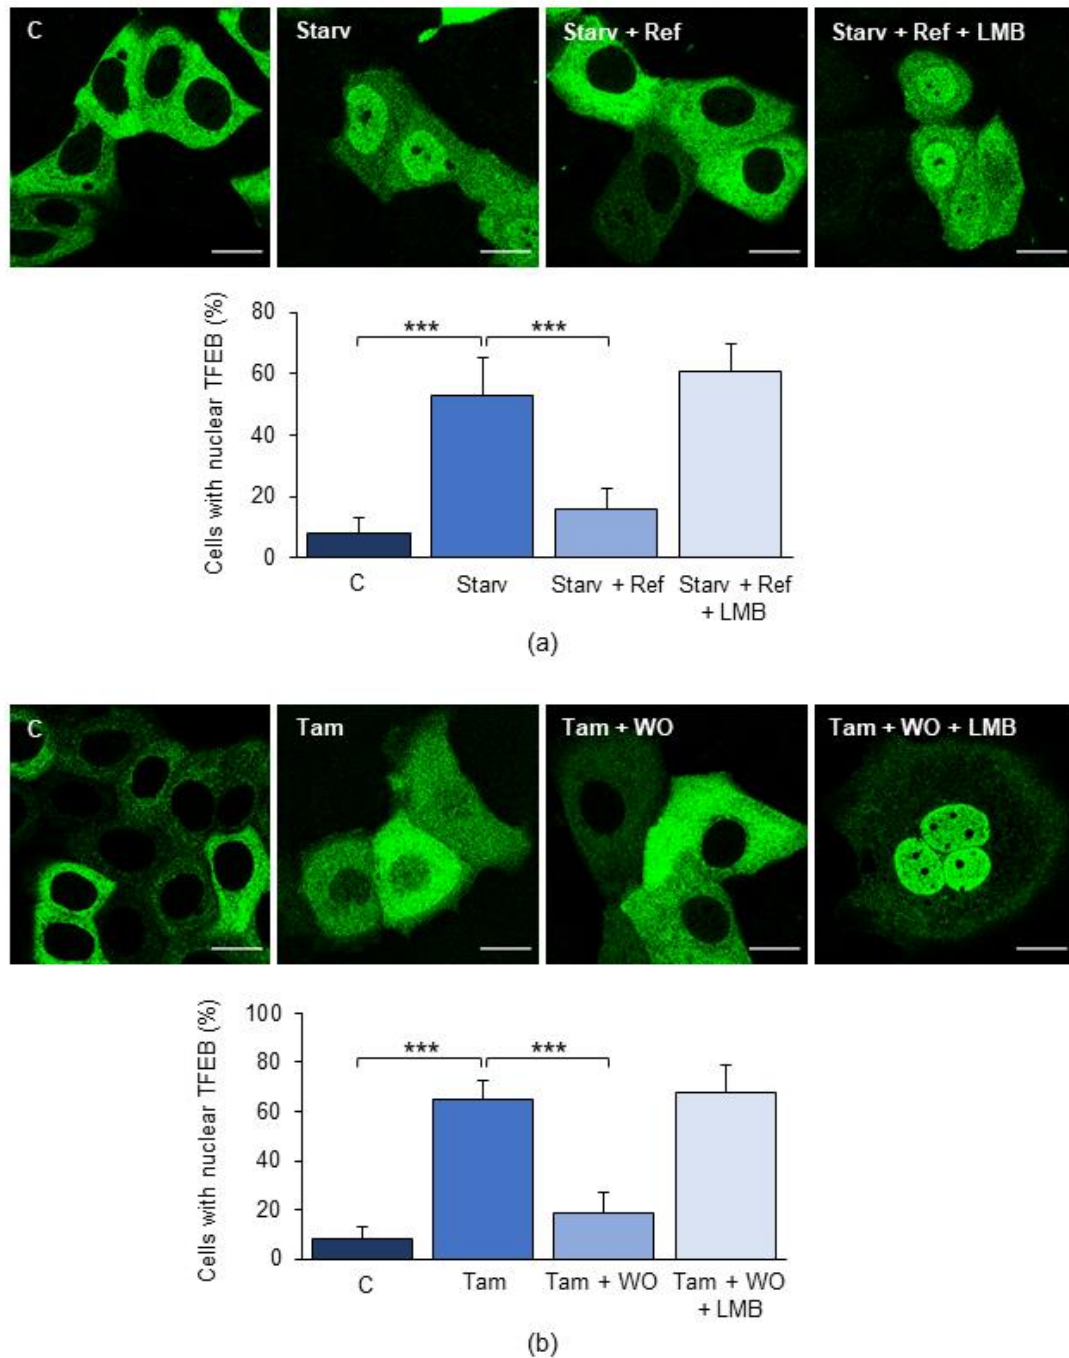 C
Starv
Starv + Ref
Starv + Ref + LMB
Cells with nuclear TFEB (%)
80
60
40
20
0
***
***
C
Starv
Starv + Ref
Starv + Ref
+ LMB
(a)
C
Tam
Tam + WO
Tam + WO + LMB
Cells with nuclear TFEB (%)
100
80
60
40
20
0
***
***
C
Tam
Tam + WO
Tam + WO
+ LMB
(b)